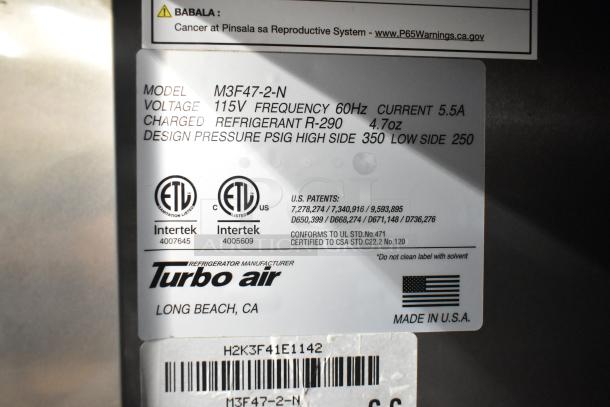 BABALA :
Cancer at Pinsala sa Reproductive System - www.P65Warnings.ca.gov
MODEL M3F47-2-N
VOLTAGE 115V FREQUENCY 60Hz CURRENT 5.5A
CHARGED REFRIGERANT R-290 4.7oz
DESIGN PRESSURE PSIG HIGH SIDE 350 LOW SIDE 250
ETL
Intertek
4007645
C ETL US
LISTED
Intertek
4005609
U.S. PATENTS:
7,278,274 / 7,340,916 / 9,593,895
D650,399 / D668,274 / D671,148 / D736,276
CONFORMS TO UL STD.No.471
CERTIFIED TO CSA STD.C22.2 No.120
*Do not clean label with solvent
REFRIGERATOR MANUFACTURER
Turbo air
LONG BEACH, CA
MADE IN U.S.A.
H2K3F41E1142
M3F47-2-N